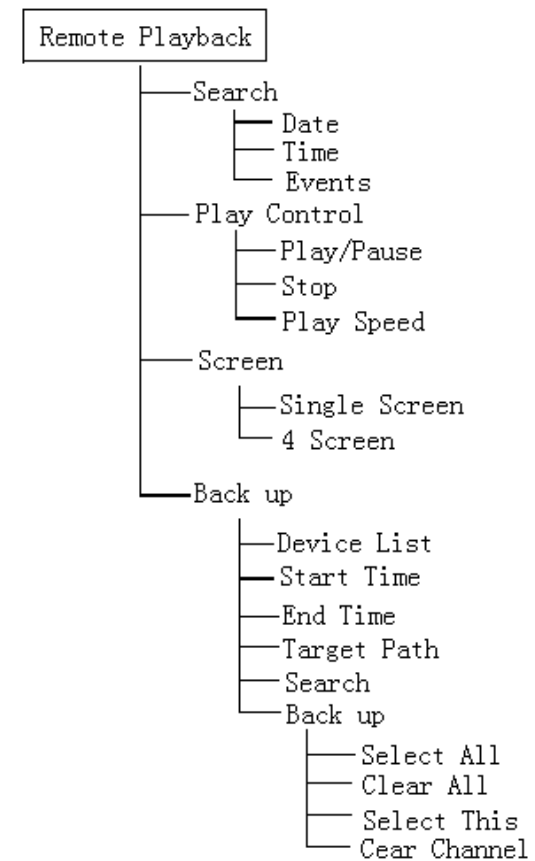 Remote Playback
Search
Date
Time
Events
Play Control
Play/Pause
Stop
Play Speed
Screen
Single Screen
4 Screen
Back up
Device List
Start Time
End Time
Target Path
Search
Back up
Select All
Clear All
Select This
Cear Channel